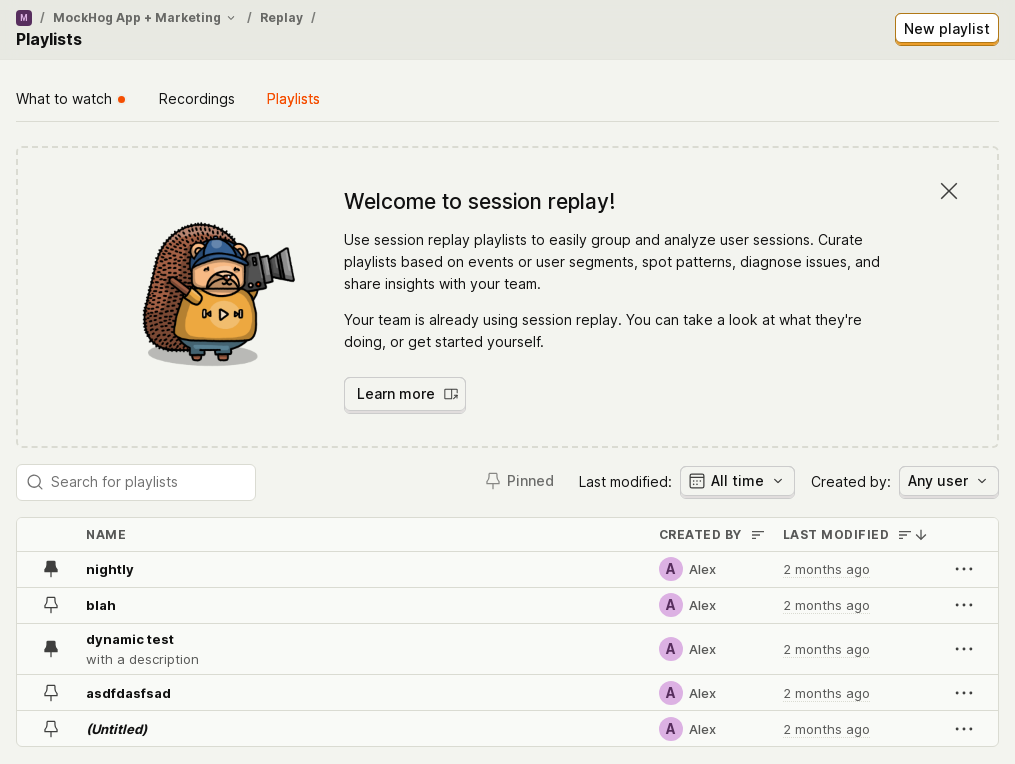 M / MockHog App + Marketing / Replay /
Playlists
New playlist
What to watch Recordings Playlists
Welcome to session replay!
Use session replay playlists to easily group and analyze user sessions. Curate
playlists based on events or user segments, spot patterns, diagnose issues, and
share insights with your team.
Your team is already using session replay. You can take a look at what they're
doing, or get started yourself.
Learn more
Search for playlists Pinned Last modified: All time Created by: Any user
NAME CREATED BY LAST MODIFIED
nightly A Alex 2 months ago
blah A Alex 2 months ago
dynamic test
with a description A Alex 2 months ago
asdfdasfsad A Alex 2 months ago
(Untitled) A Alex 2 months ago